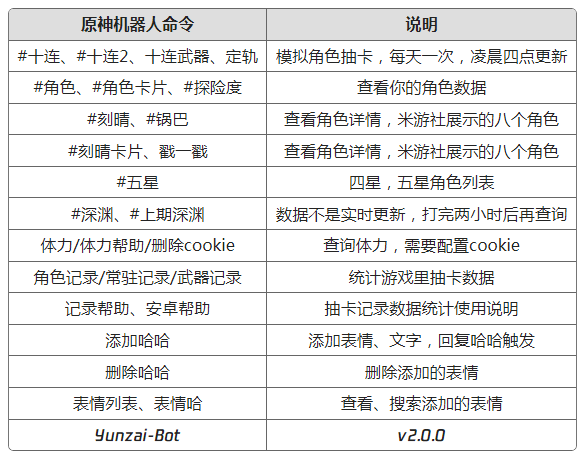 原神机器人命令 说明
#十连、#十连2、十连武器、定轨 模拟角色抽卡，每天一次，凌晨四点更新
#角色、#角色卡片、#探险度 查看你的角色数据
#刻晴、#锅巴 查看角色详情，米游社展示的八个角色
#刻晴卡片、戳一戳 查看角色详情，米游社展示的八个角色
#五星 四星，五星角色列表
#深渊、#上期深渊 数据不是实时更新，打完两小时后再查询
体力/体力帮助/删除cookie 查询体力，需要配置cookie
角色记录/常驻记录/武器记录 统计游戏里抽卡数据
记录帮助、安卓帮助 抽卡记录数据统计使用说明
添加哈哈 添加表情、文字，回复哈哈触发
删除哈哈 删除添加的表情
表情列表、表情哈 查看、搜索添加的表情
Yunzai-Bot v2.0.0